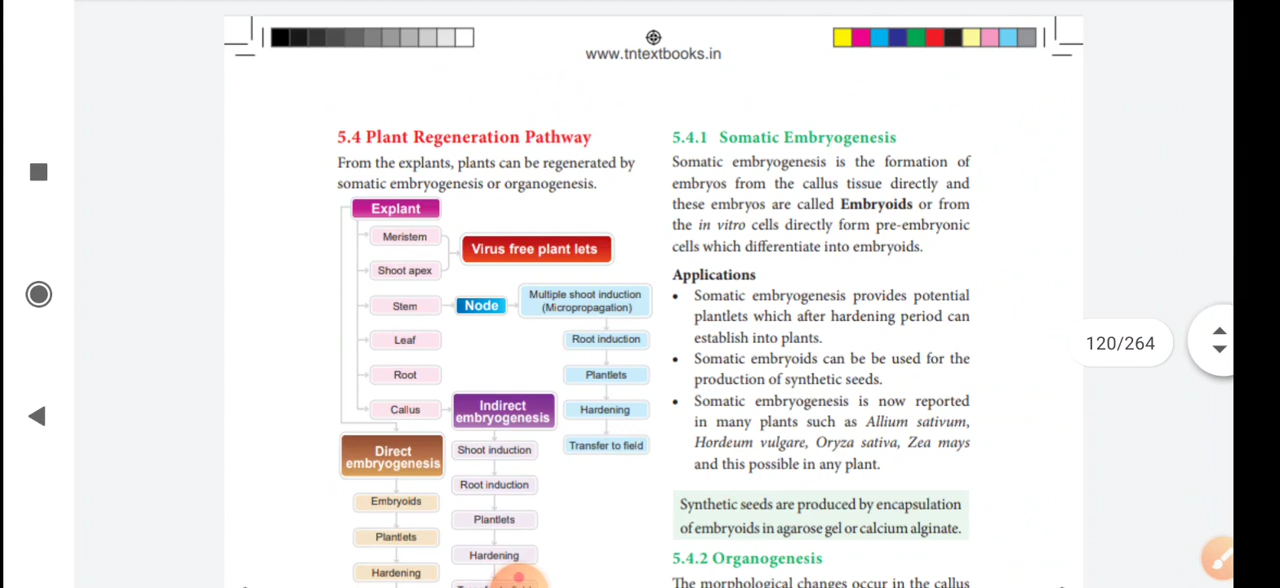 www.tntextbooks.in
5.4 Plant Regeneration Pathway
From the explants, plants can be regenerated by
somatic embryogenesis or organogenesis.
Explant
Meristem
Shoot apex
Virus free plant lets
Stem
Node
Multiple shoot induction
(Micropropagation)
Leaf
Root induction
Root
Plantlets
Callus
Indirect
embryogenesis
Hardening
Transfer to field
Direct
embryogenesis
Shoot induction
Root induction
Embryoids
Plantlets
Plantlets
Hardening
Hardening
5.4.1 Somatic Embryogenesis
Somatic embryogenesis is the formation of
embryos from the callus tissue directly and
these embryos are called Embryoids or from
the in vitro cells directly form pre-embryonic
cells which differentiate into embryoids.
Applications
• Somatic embryogenesis provides potential
plantlets which after hardening period can
establish into plants.
• Somatic embryoids can be be used for the
production of synthetic seeds.
• Somatic embryogenesis is now reported
in many plants such as Allium sativum,
Hordeum vulgare, Oryza sativa, Zea mays
and this possible in any plant.
Synthetic seeds are produced by encapsulation
of embryoids in agarose gel or calcium alginate.
5.4.2 Organogenesis
The morphological changes occur in the callus
120/264